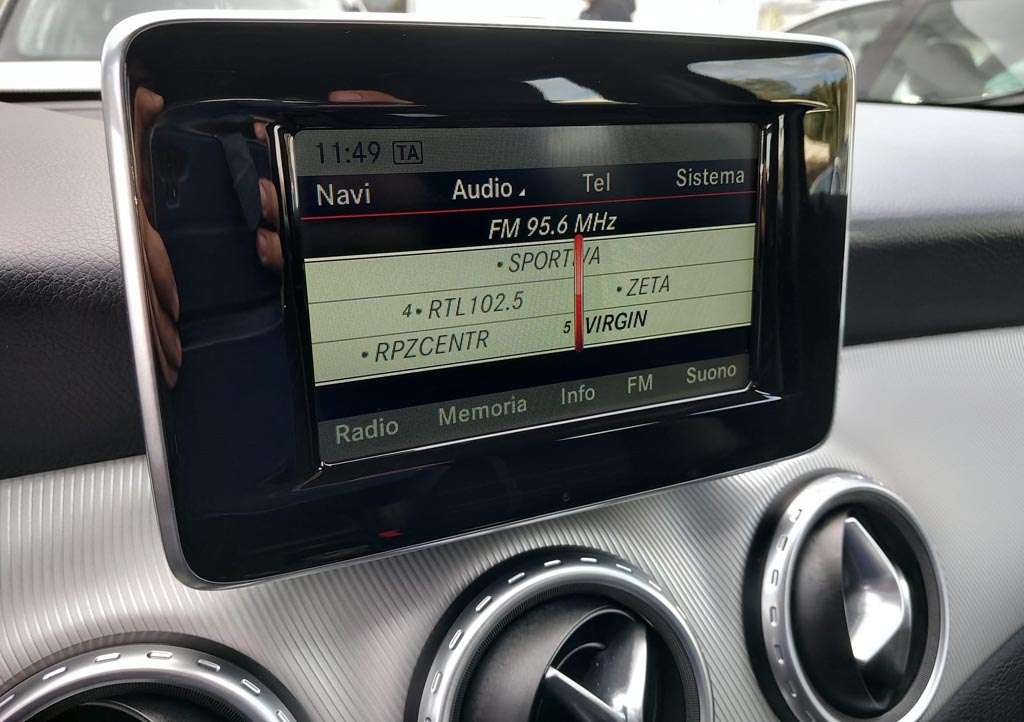 11:49 TA
Navi Audio Tel Sistema
FM 95.6 MHz
•SPORTIVA
•ZETA
4•RTL102.5
5 VIRGIN
•RPZCENTR
Radio Memoria Info FM Suono